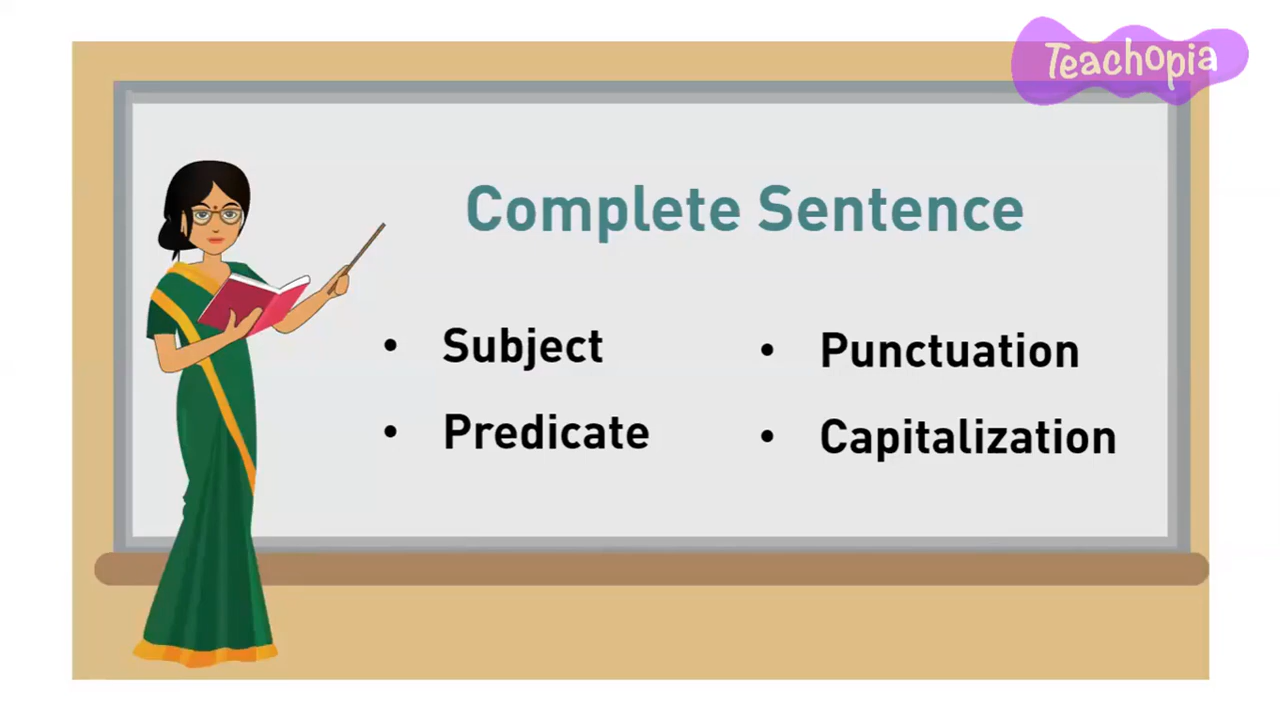 Teachopia
Complete Sentence
• Subject
• Predicate
• Punctuation
• Capitalization